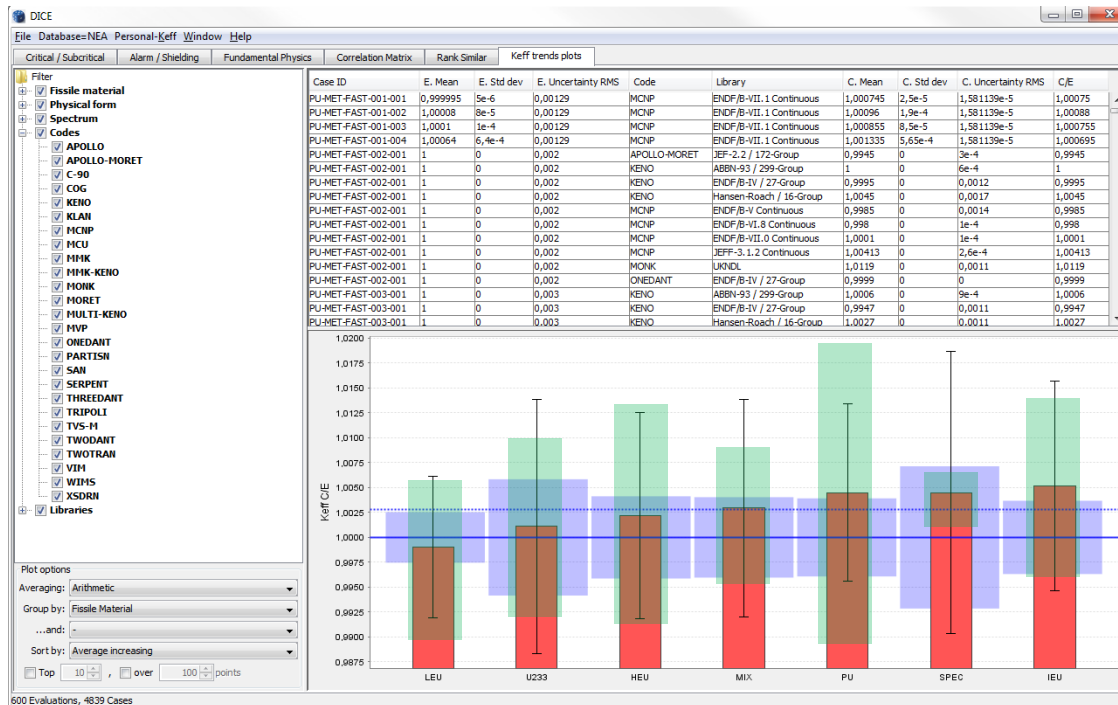 DICE
File Database=NEA Personal-Keff Window Help
Critical / Subcritical Alarm / Shielding Fundamental Physics Correlation Matrix Rank Similar Keff trends plots
Filter
Fissile material
Physical form
Spectrum
Codes
APOLLO
APOLLO-MORET
C-90
COG
KENO
KLAN
MCNP
MCU
MMK
MMK-KENO
MONK
MORET
MULTI-KENO
MVP
ONEDANT
PARTISN
SAN
SERPENT
THREEDANT
TRIPOLI
TVS-M
TWODANT
TWOTRAN
VIM
WIMS
XSDRN
Libraries
Plot options
Averaging: Arithmetic
Group by: Fissile Material
...and: -
Sort by: Average increasing
Top 10 , over 100 points
Case ID E. Mean E. Std dev E. Uncertainty RMS Code Library C. Mean C. Std dev C. Uncertainty RMS C/E
PU-MET-FAST-001-001 0,999995 5e-6 0,00129 MCNP ENDF/B-VII.1 Continuous 1,000745 2,5e-5 1,581139e-5 1,00075
PU-MET-FAST-001-002 1,00008 8e-5 0,00129 MCNP ENDF/B-VII.1 Continuous 1,00096 1,9e-4 1,581139e-5 1,00088
PU-MET-FAST-001-003 1,0001 1e-4 0,00129 MCNP ENDF/B-VII.1 Continuous 1,000855 8,5e-5 1,581139e-5 1,000755
PU-MET-FAST-001-004 1,00064 6,4e-4 0,00129 MCNP ENDF/B-VII.1 Continuous 1,001335 5,65e-4 1,581139e-5 1,000695
PU-MET-FAST-002-001 1 0 0,002 APOLLO-MORET JEF-2.2 / 172-Group 0,9945 0 3e-4 0,9945
PU-MET-FAST-002-001 1 0 0,002 KENO ABBN-93 / 299-Group 1 0 6e-4 1
PU-MET-FAST-002-001 1 0 0,002 KENO ENDF/B-IV / 27-Group 0,9995 0 0,0012 0,9995
PU-MET-FAST-002-001 1 0 0,002 KENO Hansen-Roach / 16-Group 1,0045 0 0,0017 1,0045
PU-MET-FAST-002-001 1 0 0,002 MCNP ENDF/B-V Continuous 0,9985 0 0,0014 0,9985
PU-MET-FAST-002-001 1 0 0,002 MCNP ENDF/B-VI.8 Continuous 0,998 0 1e-4 0,998
PU-MET-FAST-002-001 1 0 0,002 MCNP ENDF/B-VII.0 Continuous 1,0001 0 1e-4 1,0001
PU-MET-FAST-002-001 1 0 0,002 MCNP JEFF-3.1.2 Continuous 1,00413 0 2,6e-4 1,00413
PU-MET-FAST-002-001 1 0 0,002 MONK UKNDL 1,0119 0 0,0011 1,0119
PU-MET-FAST-002-001 1 0 0,002 ONEDANT ENDF/B-IV / 27-Group 0,9999 0 0 0,9999
PU-MET-FAST-003-001 1 0 0,003 KENO ABBN-93 / 299-Group 1,0006 0 9e-4 1,0006
PU-MET-FAST-003-001 1 0 0,003 KENO ENDF/B-IV / 27-Group 0,9947 0 0,0011 0,9947
PU-MET-FAST-003-001 1 0 0,003 KENO Hansen-Roach / 16-Group 1,0027 0 0,0011 1,0027
Keff C/E
1,0200
1,0175
1,0150
1,0125
1,0100
1,0075
1,0050
1,0025
1,0000
0,9975
0,9950
0,9925
0,9900
0,9875
LEU U233 HEU MIX PU SPEC IEU
600 Evaluations, 4839 Cases